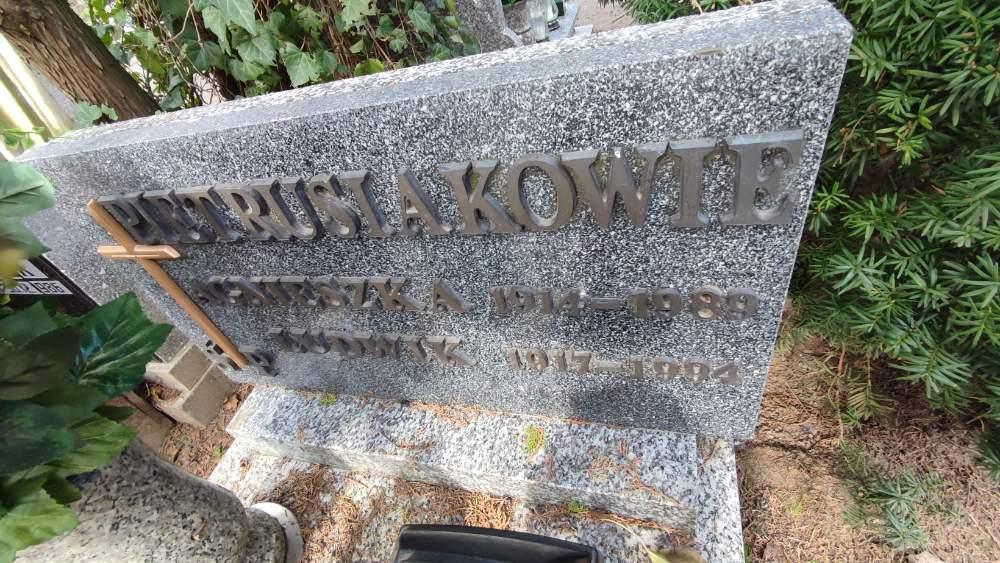 PIETRUSIAKOWIE
AGNIESZKA 1914-1989
LUDWIK 1917-1994